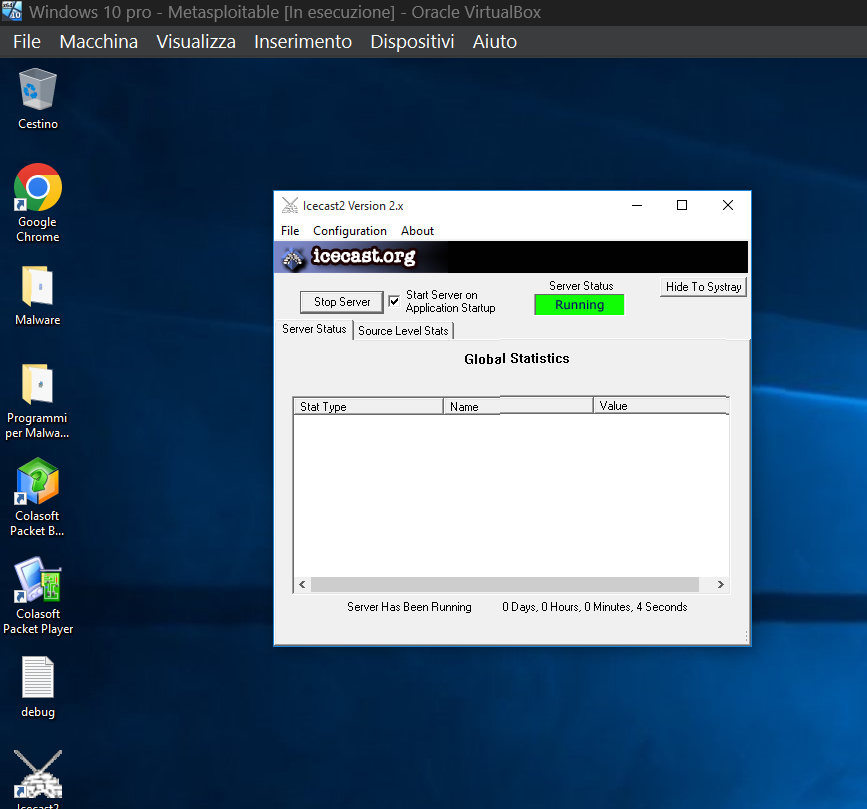 Windows 10 pro - Metasploitable [In esecuzione] - Oracle VirtualBox
File Macchina Visualizza Inserimento Dispositivi Aiuto
Cestino
Google
Chrome
Malware
Programmi
per Malwa...
Colasoft
Packet B...
Colasoft
Packet Player
debug
Icecast2
Icecast2 Version 2.x
File Configuration About
icecast.org
Stop Server
Start Server on
Application Startup
Server Status
Running
Hide To Systray
Server Status Source Level Stats
Global Statistics
Stat Type Name Value
Server Has Been Running 0 Days, 0 Hours, 0 Minutes, 4 Seconds